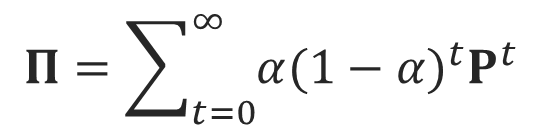 𝚷 = ∑_{t=0}^{∞} α(1 − α)^t 𝐏^t